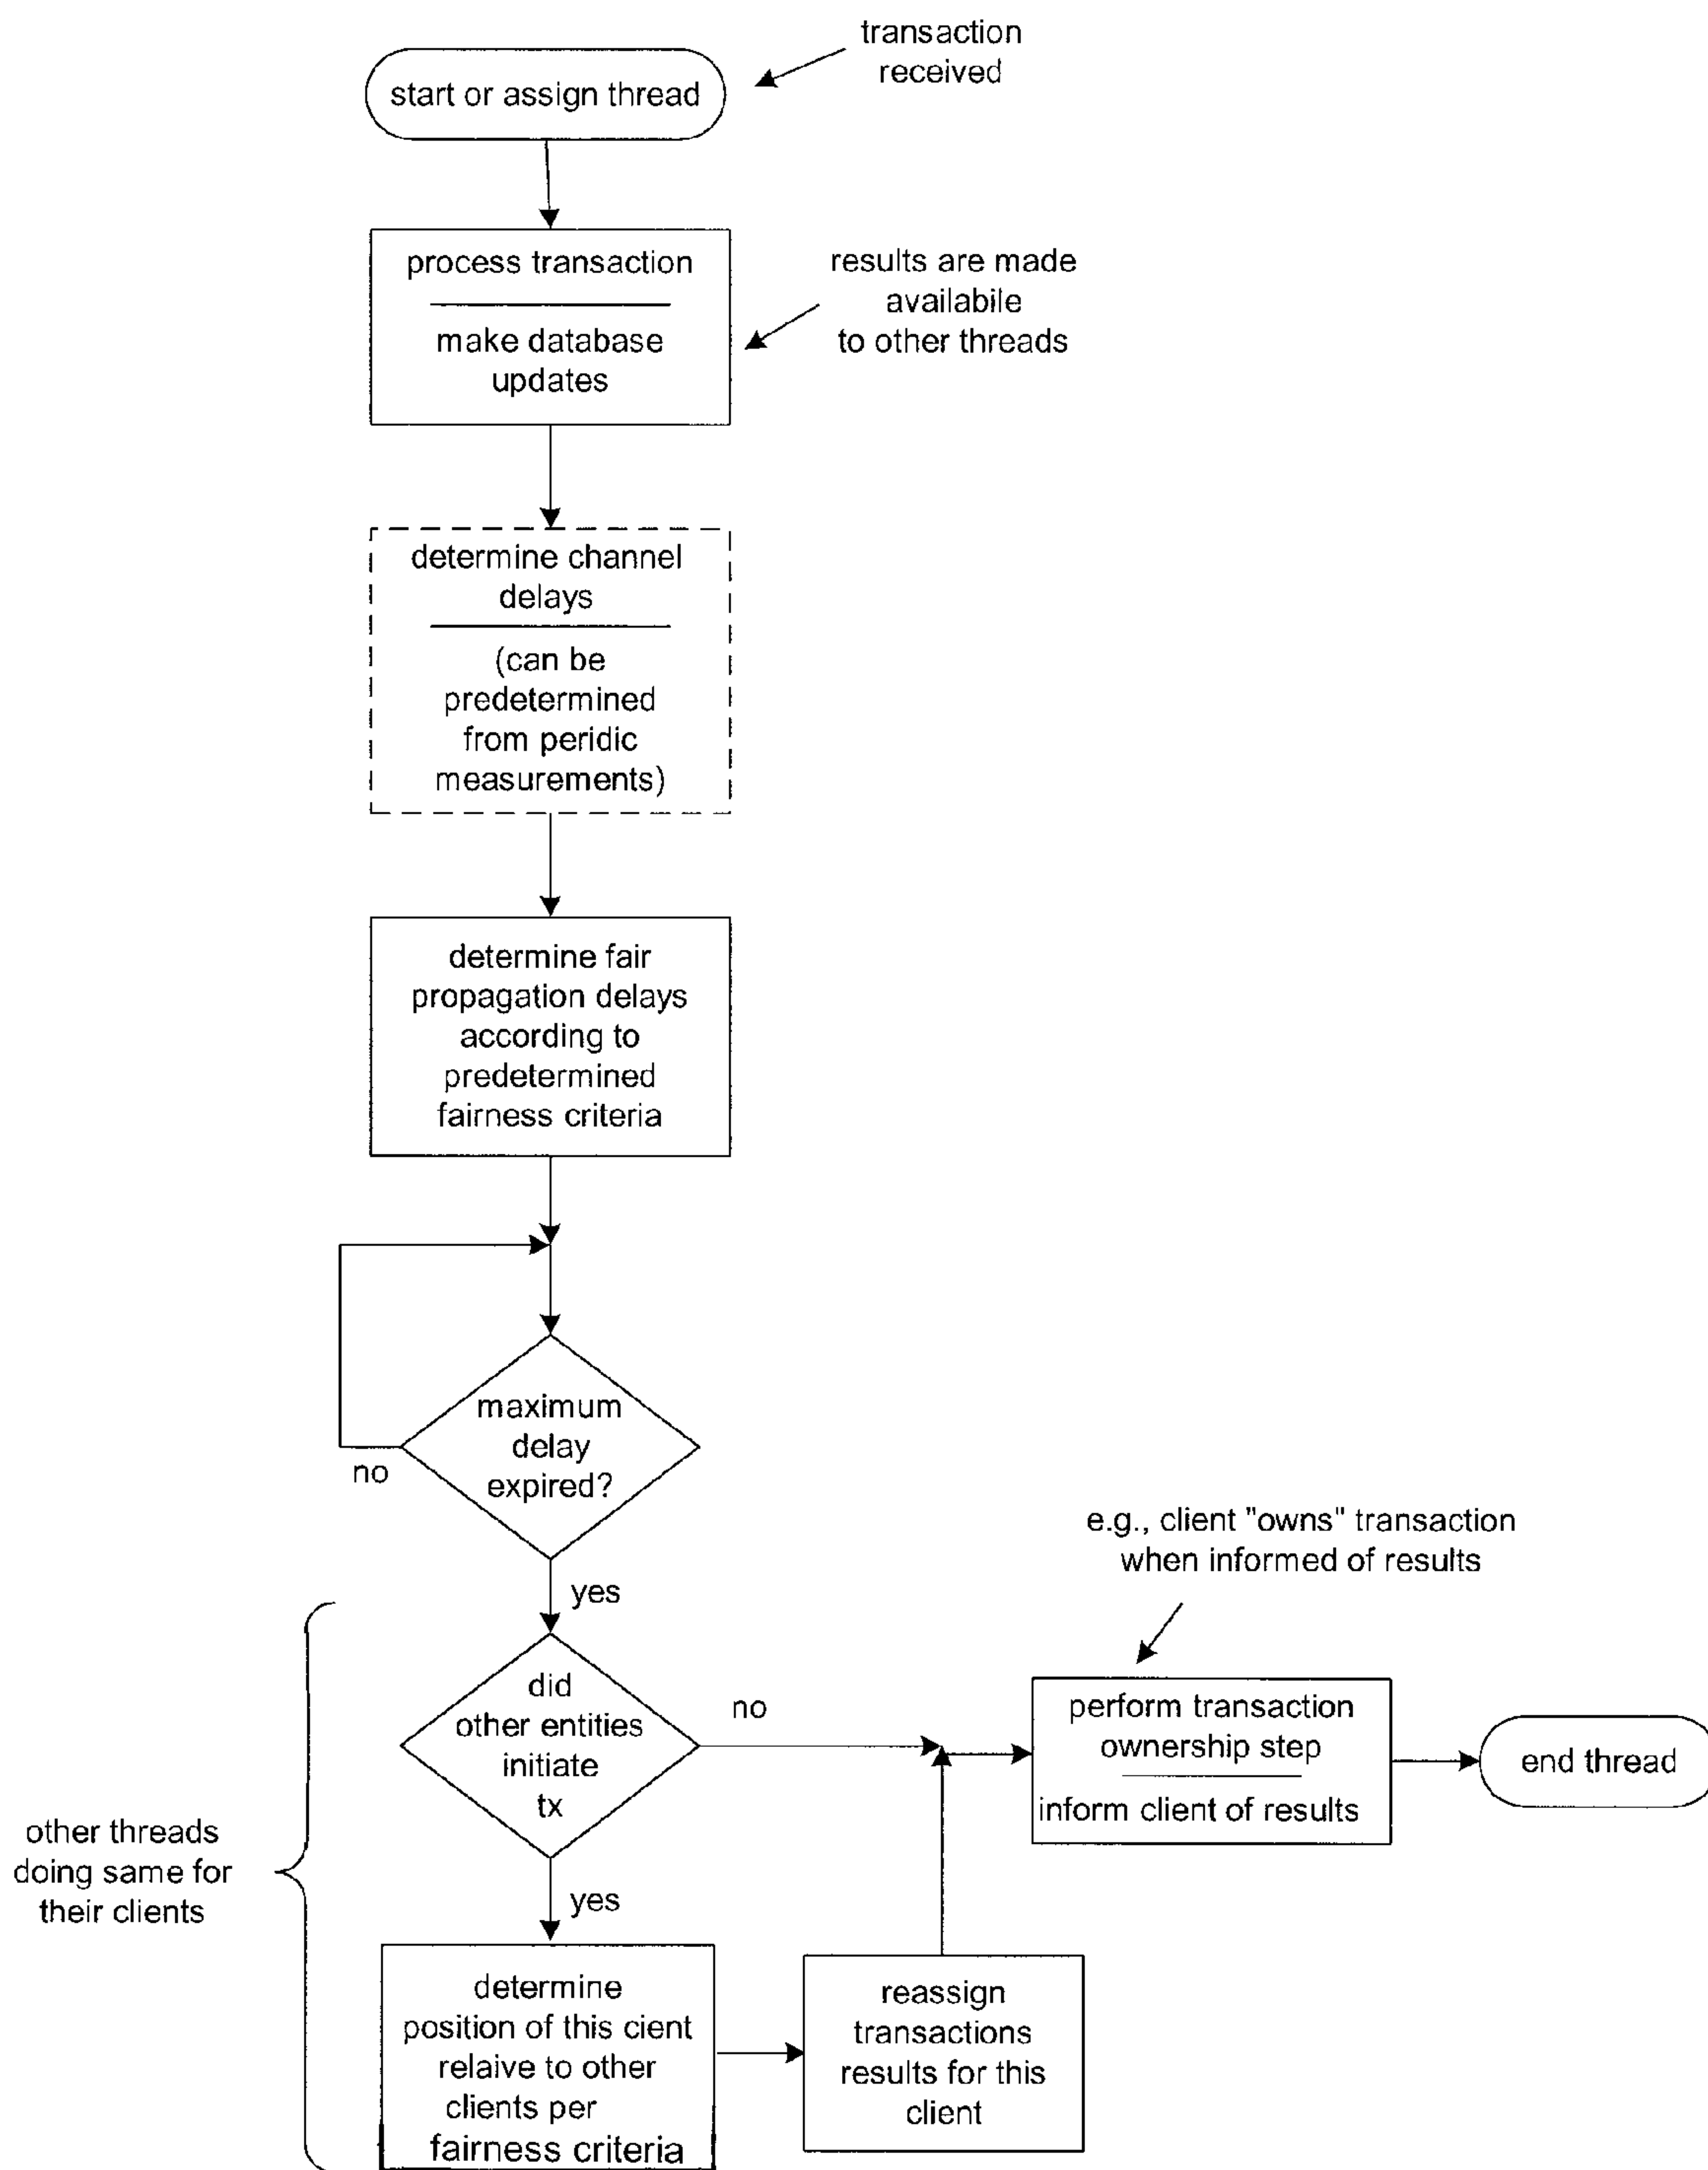 transaction
received
start or assign thread
process transaction
make database
updates
results are made
availabile
to other threads
determine channel
delays
(can be
predetermined
from peridic
measurements)
determine fair
propagation delays
according to
predetermined
fairness criteria
maximum
delay
expired?
no
yes
e.g., client "owns" transaction
when informed of results
did
other entities
initiate
tx
no
perform transaction
ownership step
inform client of results
end thread
other threads
doing same for
their clients
yes
determine
position of this cient
relaive to other
clients per
fairness criteria
reassign
transactions
results for this
client